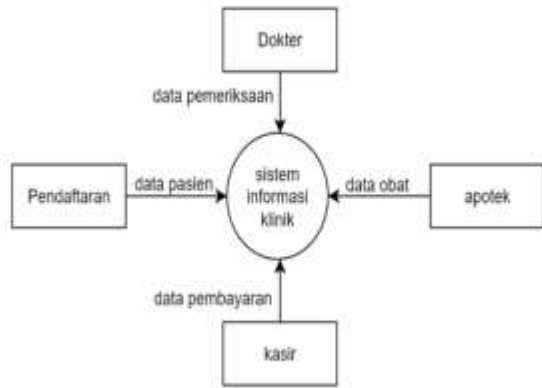 Dokter
data pemeriksaan
Pendaftaran
data pasien
sistem
informasi
klinik
data obat
apotek
data pembayaran
kasir